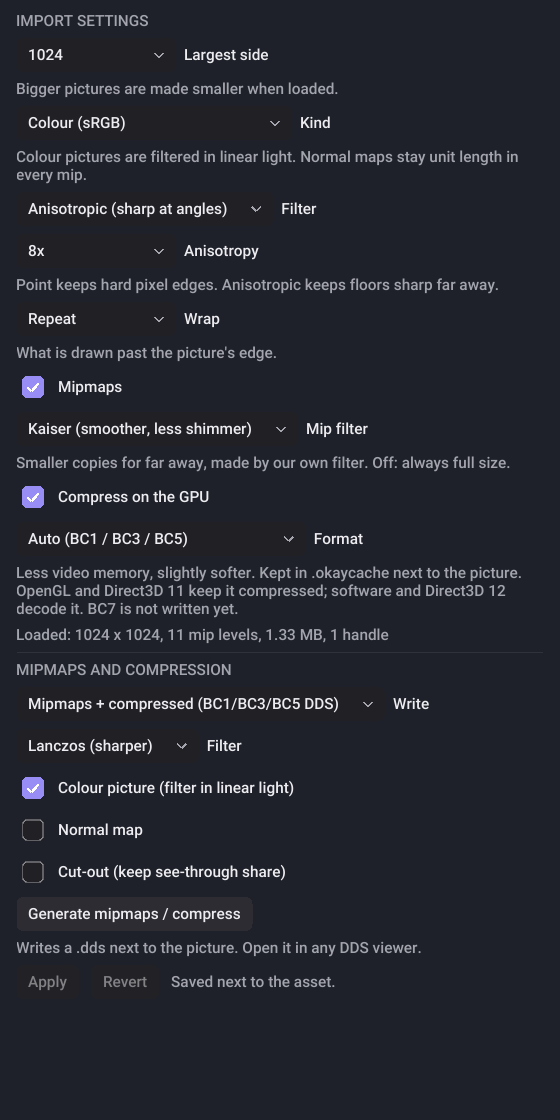 IMPORT SETTINGS
1024 Largest side
Bigger pictures are made smaller when loaded.
Colour (sRGB) Kind
Colour pictures are filtered in linear light. Normal maps stay unit length in
every mip.
Anisotropic (sharp at angles) Filter
8x Anisotropy
Point keeps hard pixel edges. Anisotropic keeps floors sharp far away.
Repeat Wrap
What is drawn past the picture's edge.
Mipmaps
Kaiser (smoother, less shimmer) Mip filter
Smaller copies for far away, made by our own filter. Off: always full size.
Compress on the GPU
Auto (BC1 / BC3 / BC5) Format
Less video memory, slightly softer. Kept in .okaycache next to the picture.
OpenGL and Direct3D 11 keep it compressed; software and Direct3D 12
decode it. BC7 is not written yet.
Loaded: 1024 x 1024, 11 mip levels, 1.33 MB, 1 handle
MIPMAPS AND COMPRESSION
Mipmaps + compressed (BC1/BC3/BC5 DDS) Write
Lanczos (sharper) Filter
Colour picture (filter in linear light)
Normal map
Cut-out (keep see-through share)
Generate mipmaps / compress
Writes a .dds next to the picture. Open it in any DDS viewer.
Apply Revert Saved next to the asset.